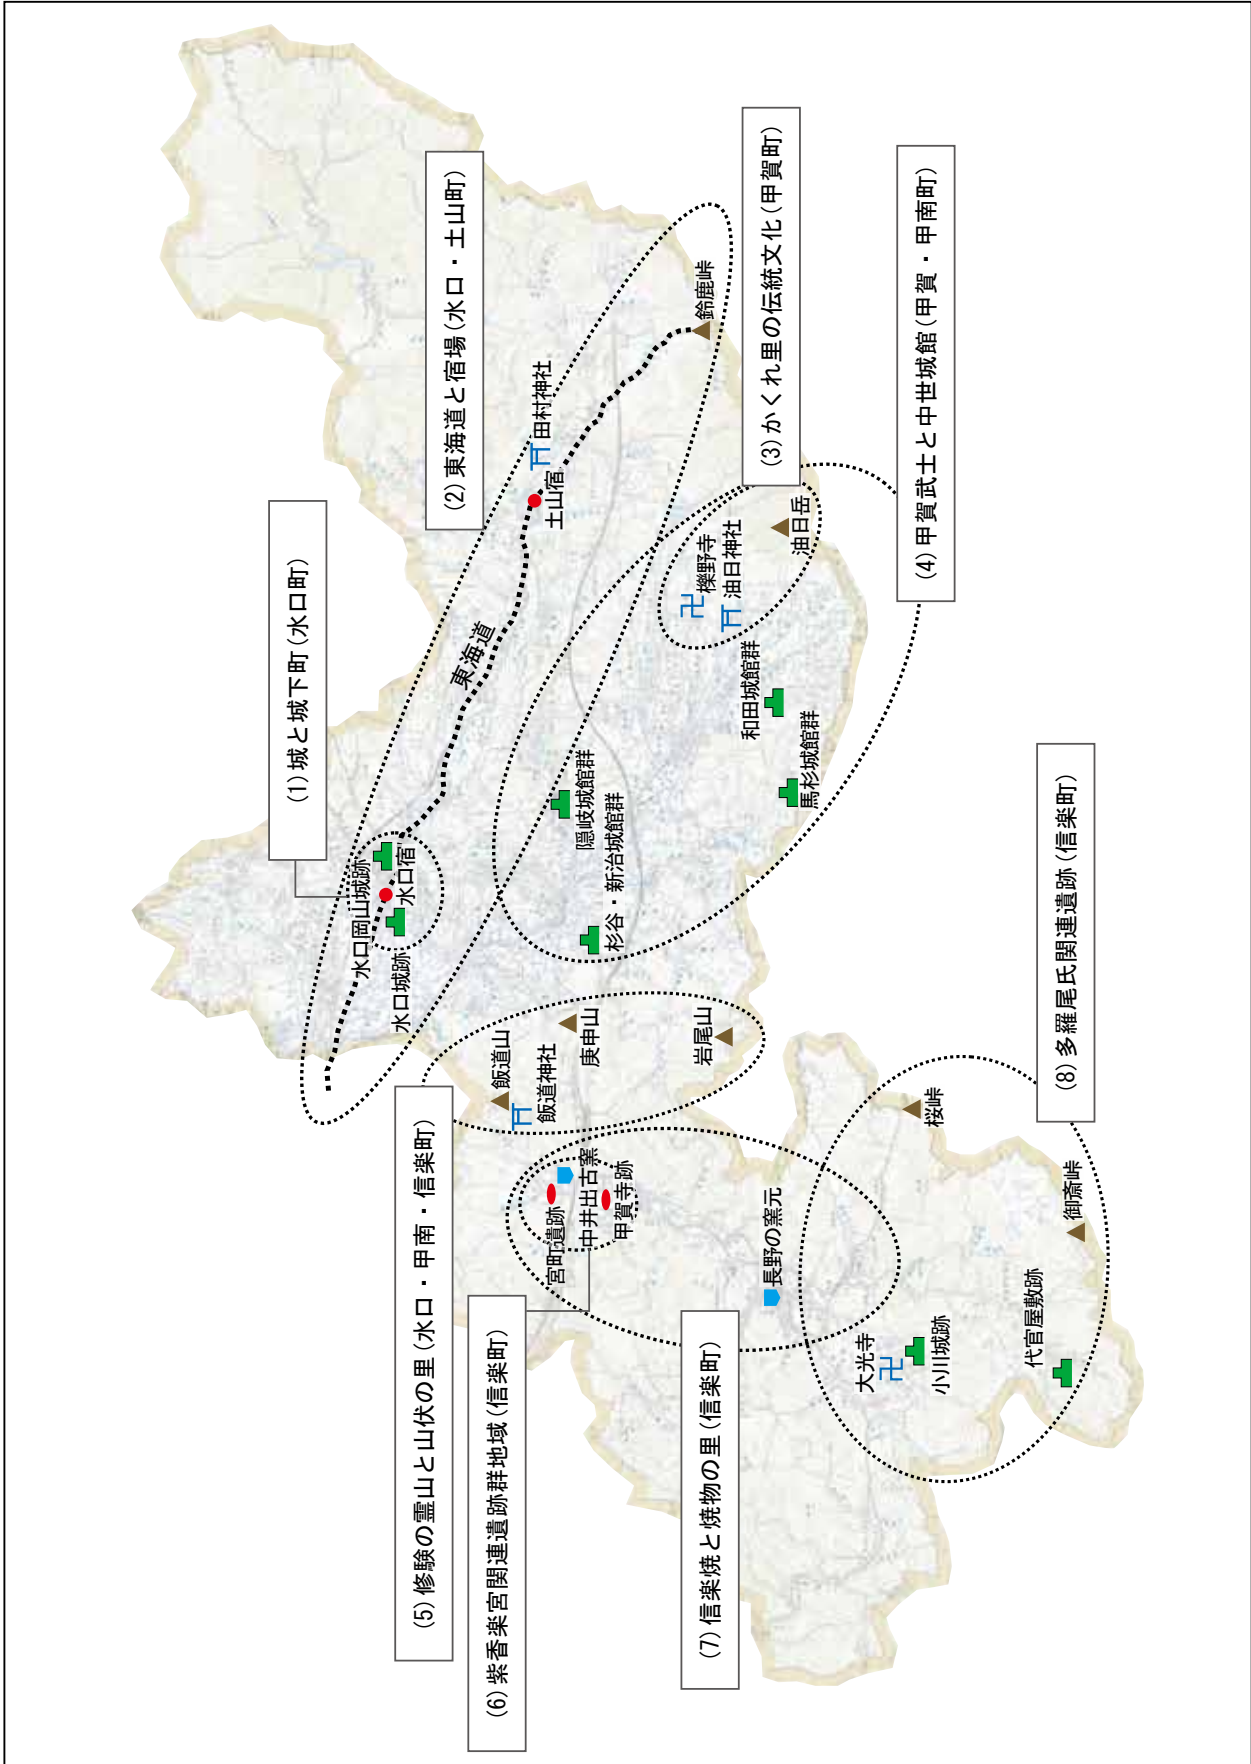 (1)城と城下町(水口町)
(2)東海道と宿場(水口・土山町)
(3)かくれ里の伝統文化(甲賀町)
(4)甲賀武士と中世城館(甲賀・甲南町)
(5)修験の霊山と山伏の里(水口・甲南・信楽町)
(6)紫香楽宮関連遺跡群地域(信楽町)
(7)信楽焼と焼物の里(信楽町)
(8)多羅尾氏関連遺跡(信楽町)
水口岡山城跡
水口宿
水口城跡
東海道
土山宿
田村神社
鈴鹿峠
櫟野寺
油日神社
油日岳
和田城館群
馬杉城館群
隠岐城館群
杉谷・新治城館群
飯道山
飯道神社
庚申山
岩尾山
宮町遺跡
中井出古窯
甲賀寺跡
長野の窯元
桜峠
御斎峠
大光寺
小川城跡
代官屋敷跡